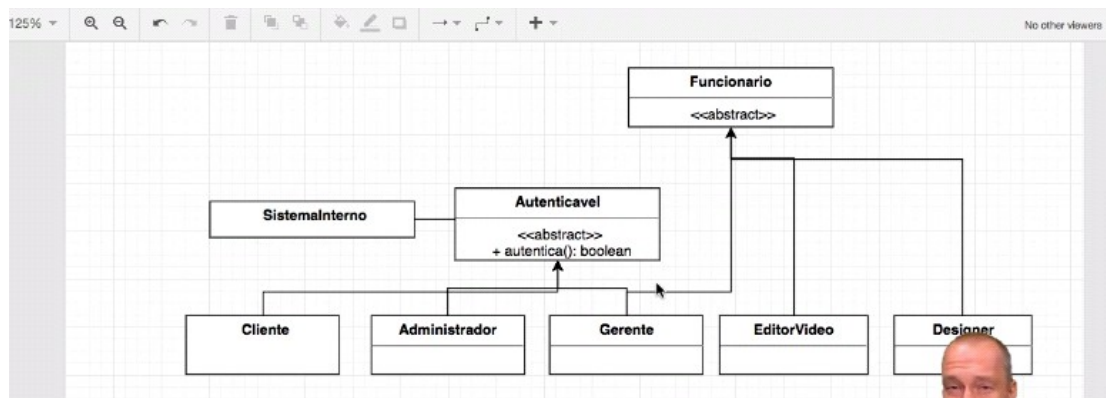 125%
No other viewers
Funcionario
<<abstract>>
SistemaInterno
Autenticavel
<<abstract>>
+ autentica(): boolean
Cliente
Administrador
Gerente
EditorVideo
Designer